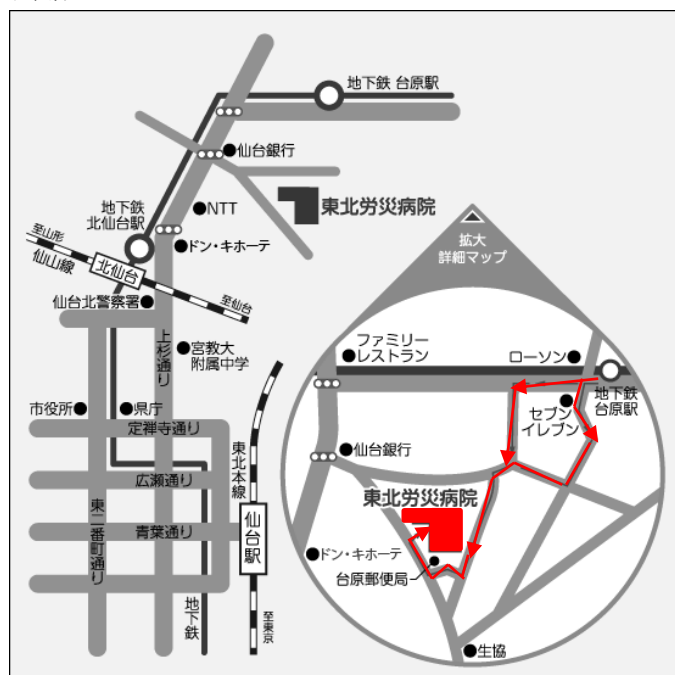 地下鉄 台原駅
仙台銀行
地下鉄
北仙台駅
NTT
東北労災病院
至山形
仙山線
北仙台
ドン・キホーテ
至仙台
仙台北警察署
上杉通り
宮教大
附属中学
市役所
県庁
定禅寺通り
東北本線
広瀬通り
東二番町通り
青葉通り
仙台駅
地下鉄
至東京
拡大
詳細マップ
ファミリー
レストラン
ローソン
地下鉄
台原駅
セブン
イレブン
仙台銀行
東北労災病院
ドン・キホーテ
台原郵便局
生協